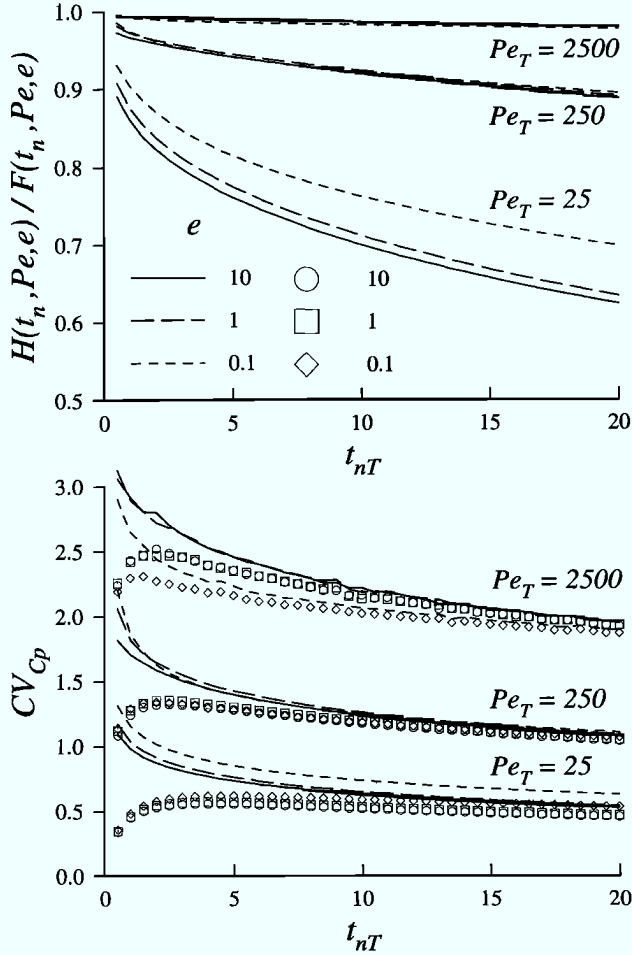 H(t_n, Pe, e) / F(t_n, Pe, e)
1.0
0.9
0.8
0.7
0.6
0.5
Pe_T = 2500
Pe_T = 250
Pe_T = 25
e
10 10
1 1
0.1 0.1
0 5 10 15 20
t_nT
CV_Cp
3.0
2.5
2.0
1.5
1.0
0.5
0.0
Pe_T = 2500
Pe_T = 250
Pe_T = 25
0 5 10 15 20
t_nT